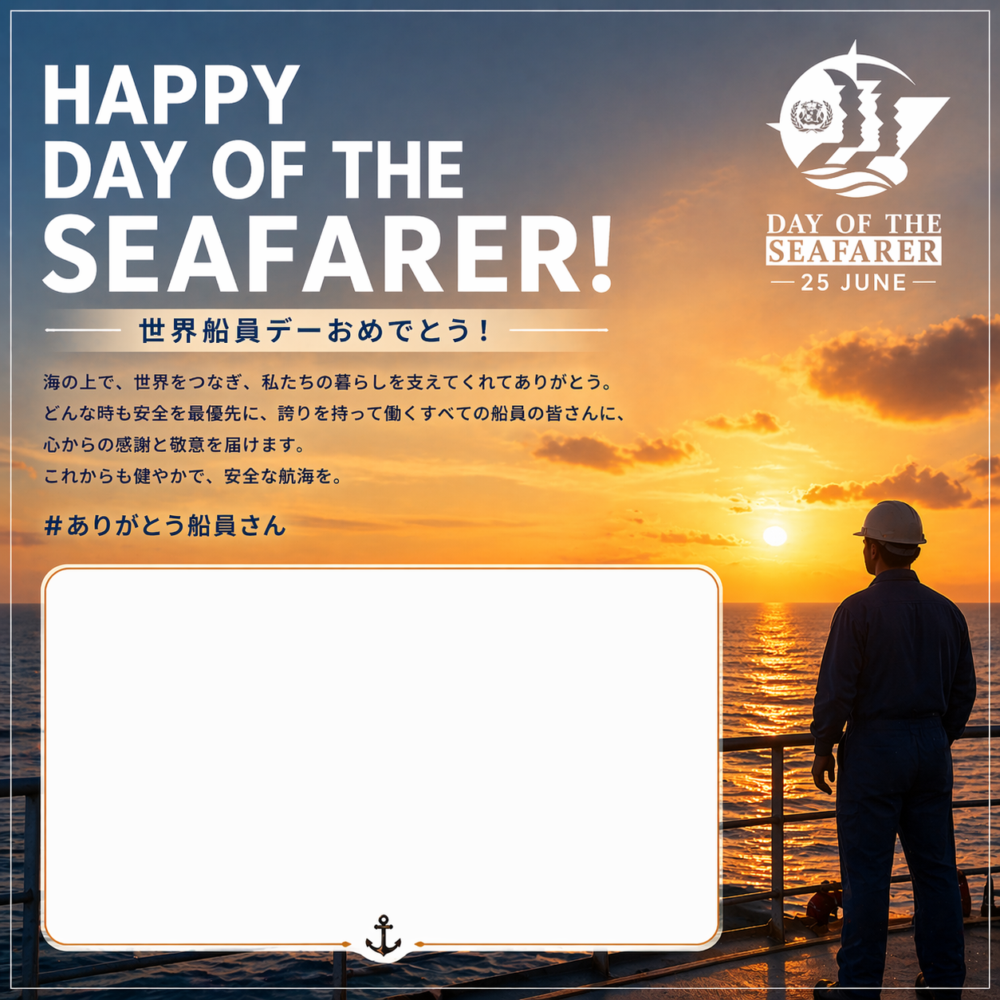 HAPPY
DAY OF THE
SEAFARER!
世界船員デーおめでとう！
海の上で、世界をつなぎ、私たちの暮らしを支えてくれてありがとう。
どんな時も安全を最優先に、誇りを持って働くすべての船員の皆さんに、
心からの感謝と敬意を届けます。
これからも健やかで、安全な航海を。
#ありがとう船員さん
DAY OF THE
SEAFARER
25 JUNE